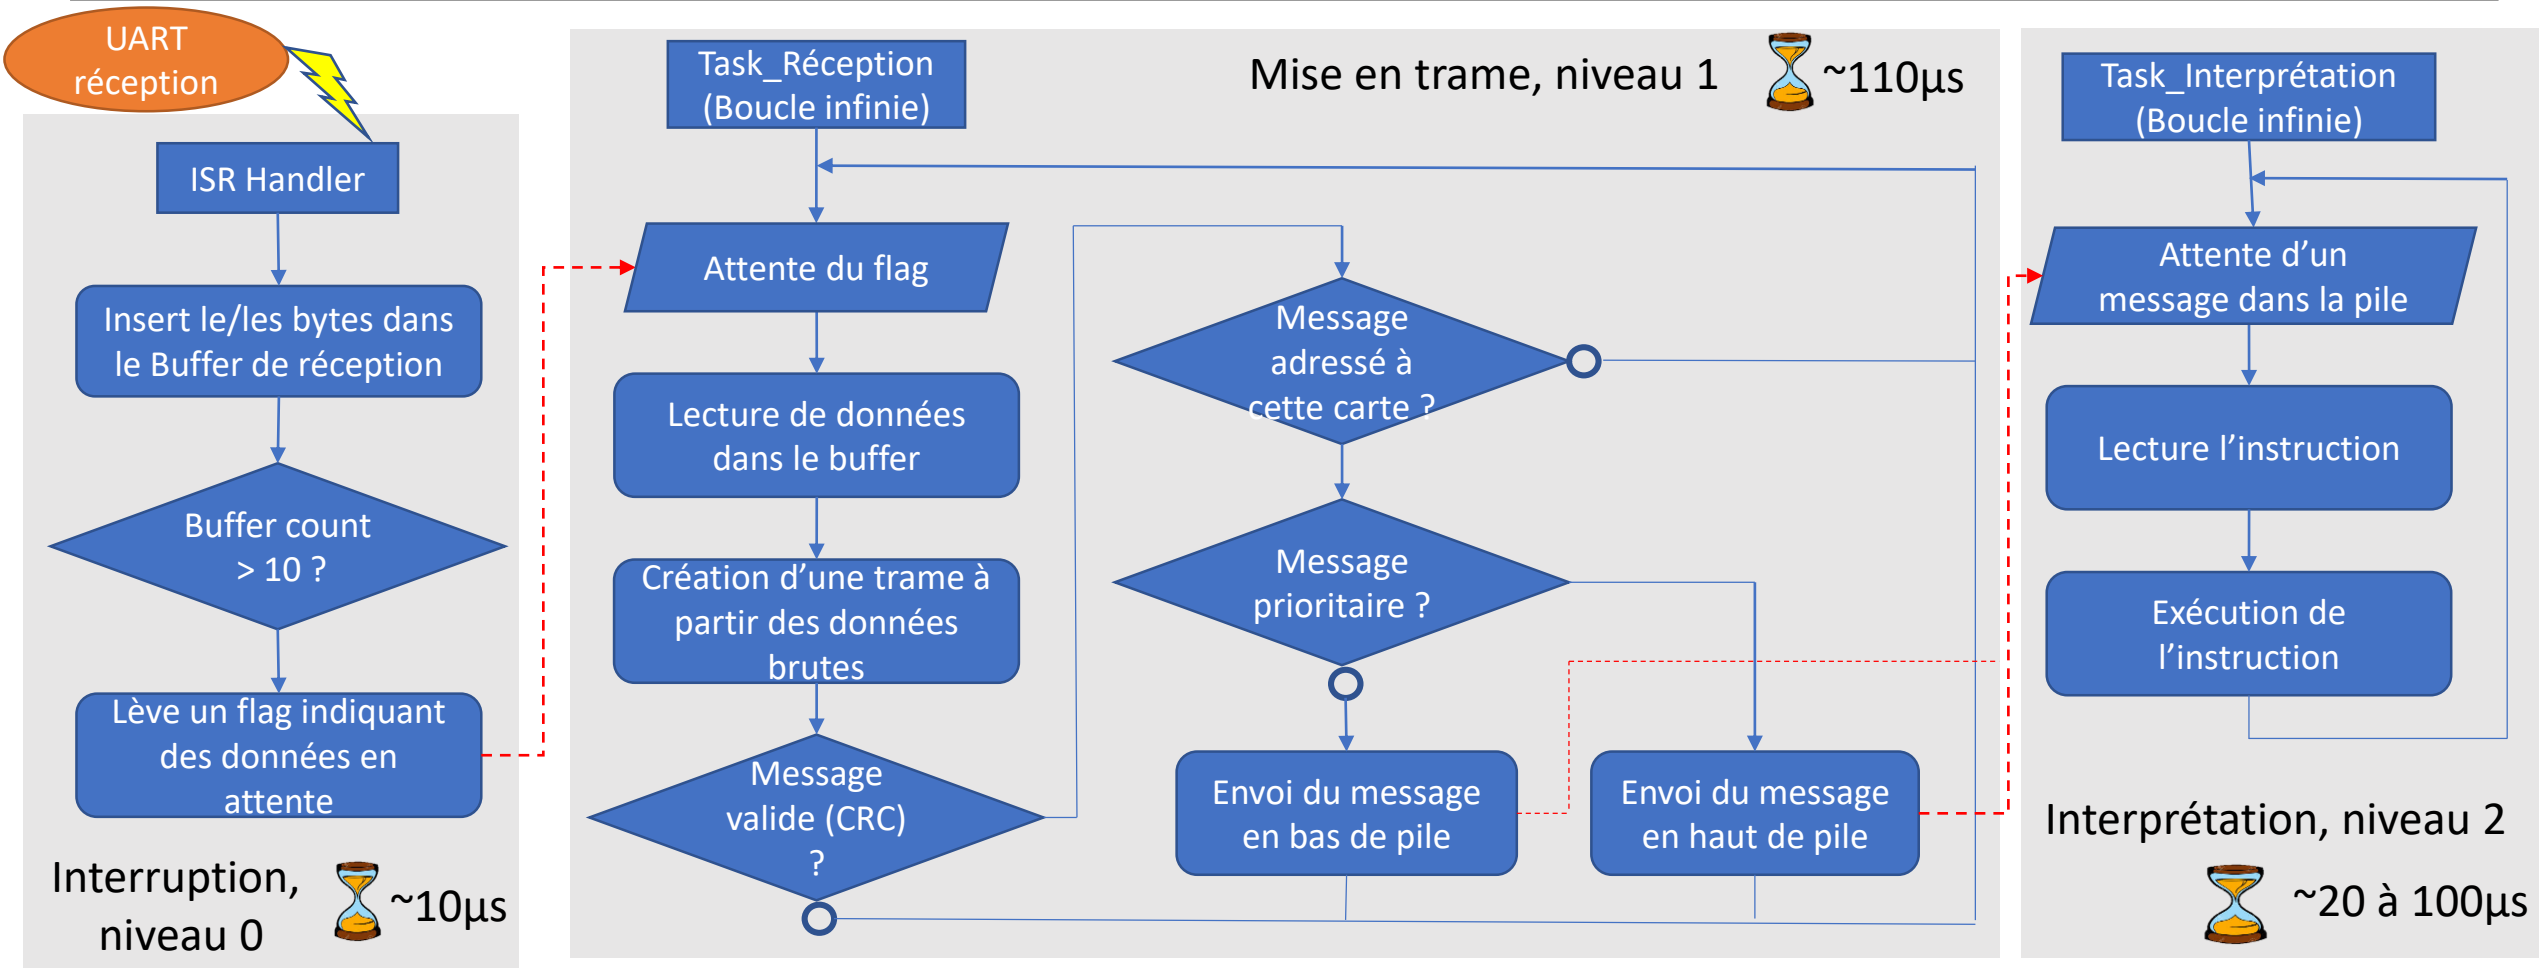 UART
réception
ISR Handler
Insert le/les bytes dans
le Buffer de réception
Buffer count
> 10 ?
Lève un flag indiquant
des données en
attente
Interruption,
niveau 0
~10µs
Task_Réception
(Boucle infinie)
Mise en trame, niveau 1
~110µs
Attente du flag
Lecture de données
dans le buffer
Création d’une trame à
partir des données
brutes
Message
valide (CRC)
?
Message
adressé à
cette carte ?
Message
prioritaire ?
Envoi du message
en bas de pile
Envoi du message
en haut de pile
Task_Interprétation
(Boucle infinie)
Attente d’un
message dans la pile
Lecture l’instruction
Exécution de
l’instruction
Interprétation, niveau 2
~20 à 100µs